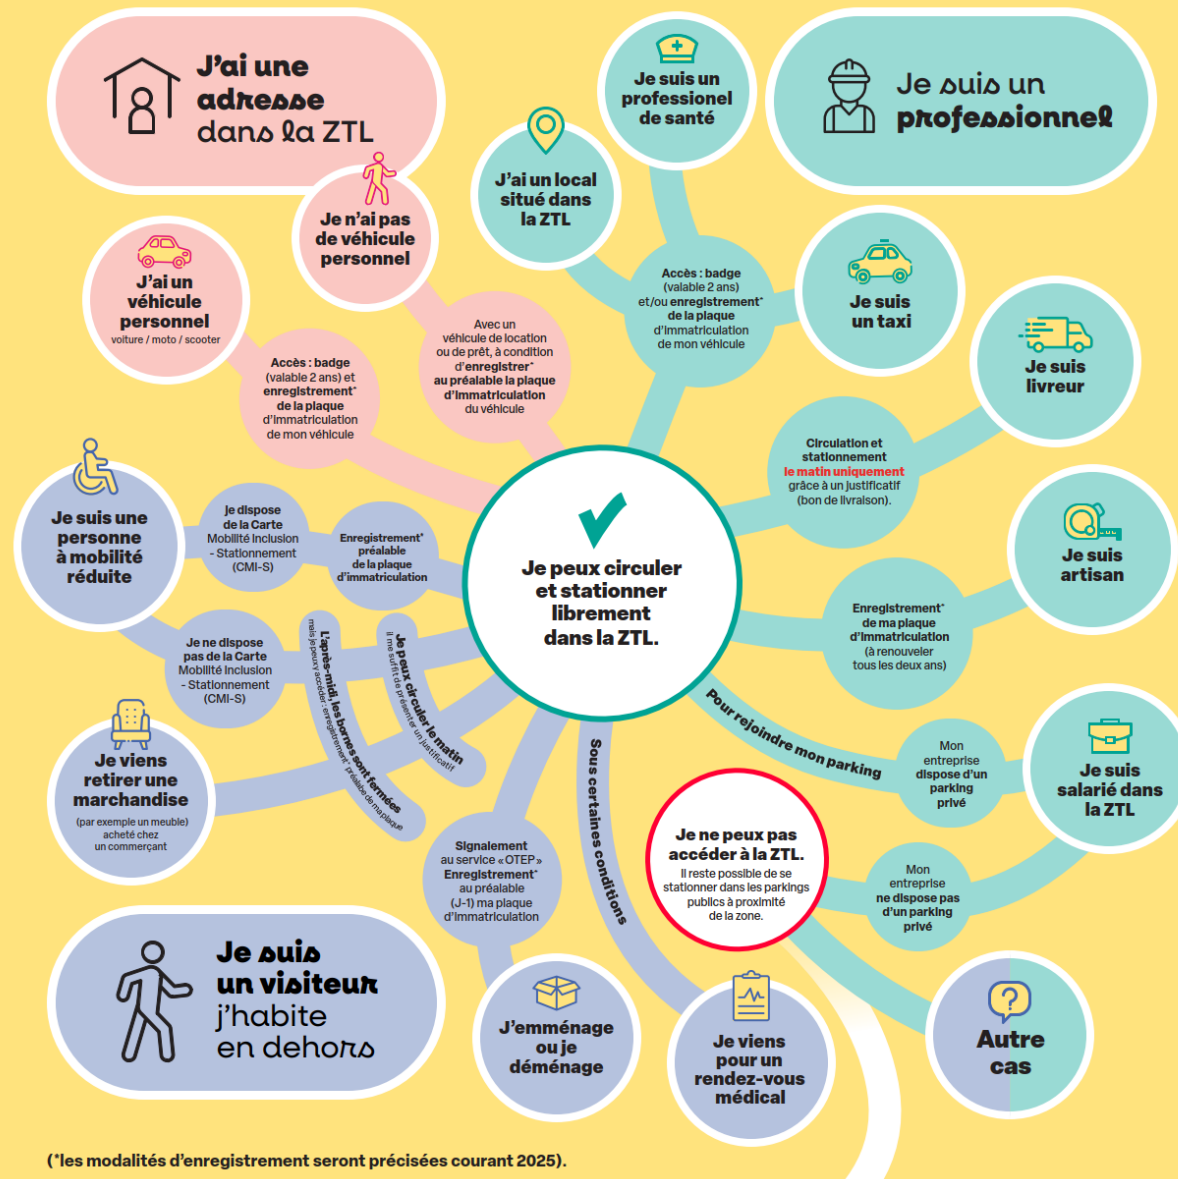 J'ai une
adresse
dans la ZTL
Je n'ai pas
de véhicule
personnel
J'ai un
véhicule
personnel
voiture / moto / scooter
Accès : badge
(valable 2 ans) et
enregistrement*
de la plaque
d'immatriculation
de mon véhicule
Avec un
véhicule de location
ou de prêt, à condition
d'enregistrer*
au préalable la plaque
d'immatriculation
du véhicule
Je suis un
professionel
de santé
J'ai un local
situé dans
la ZTL
Je suis un
professionnel
Accès : badge
(valable 2 ans)
et/ou enregistrement*
de la plaque
d'immatriculation
de mon véhicule
Je suis
un taxi
Je suis
livreur
Circulation et
stationnement
le matin uniquement
grâce à un justificatif
(bon de livraison).
Je suis
artisan
Enregistrement*
de ma plaque
d'immatriculation
(à renouveler
tous les deux ans)
Je peux circuler
et stationner
librement
dans la ZTL.
Je suis une
personne
à mobilité
réduite
je dispose
de la Carte
Mobilité Inclusion
- Stationnement
(CMI-S)
Enregistrement*
préalable
de la plaque
d'immatriculation
Je ne dispose
pas de la Carte
Mobilité Inclusion
- Stationnement
(CMI-S)
L'après-midi, les bornes sont fermées
mais je peux y accéder : enregistrement* préalable de ma plaque
Je peux circuler le matin
il me suffit de présenter un justificatif
Je viens
retirer une
marchandise
(par exemple un meuble)
acheté chez
un commerçant
Pour rejoindre mon parking
Mon
entreprise
dispose d'un
parking
privé
Je suis
salarié dans
la ZTL
Mon
entreprise
ne dispose pas
d'un parking
privé
Je ne peux pas
accéder à la ZTL.
Il reste possible de se
stationner dans les parkings
publics à proximité
de la zone.
Sous certaines conditions
Signalement
au service « OTEP »
Enregistrement*
au préalable
(J-1) ma plaque
d'immatriculation
Je suis
un visiteur
j'habite
en dehors
J'emménage
ou je
déménage
Je viens
pour un
rendez-vous
médical
Autre
cas
(*les modalités d'enregistrement seront précisées courant 2025).